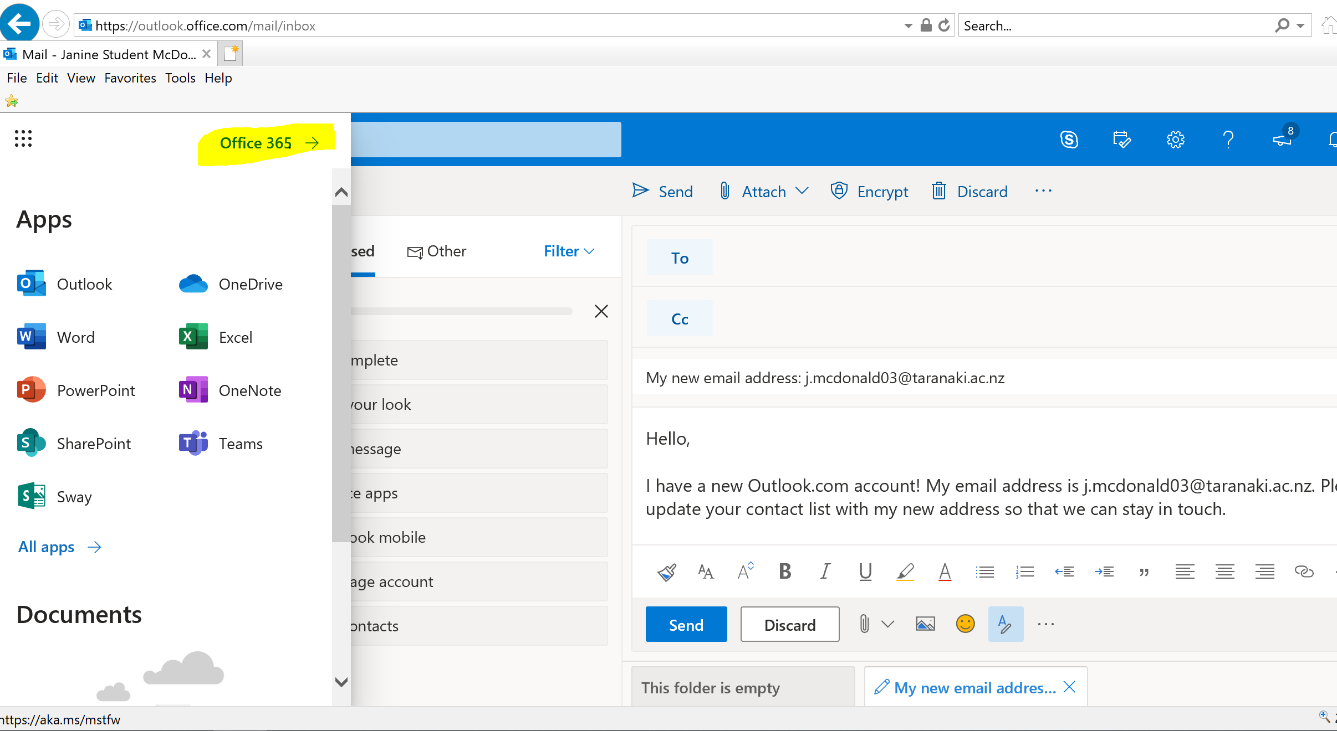 https://outlook.office.com/mail/inbox
Search...
Mail - Janine Student McDo...
File Edit View Favorites Tools Help
Office 365 →
8
Send Attach Encrypt Discard ...
Apps
sed Other Filter
Outlook OneDrive
Word Excel
PowerPoint OneNote
SharePoint Teams
Sway
All apps →
Documents
mplete
your look
message
te apps
ook mobile
age account
ontacts
To
Cc
My new email address: j.mcdonald03@taranaki.ac.nz
Hello,
I have a new Outlook.com account! My email address is j.mcdonald03@taranaki.ac.nz. Ple
update your contact list with my new address so that we can stay in touch.
Send Discard ...
This folder is empty
My new email addres...
https://aka.ms/mstfw